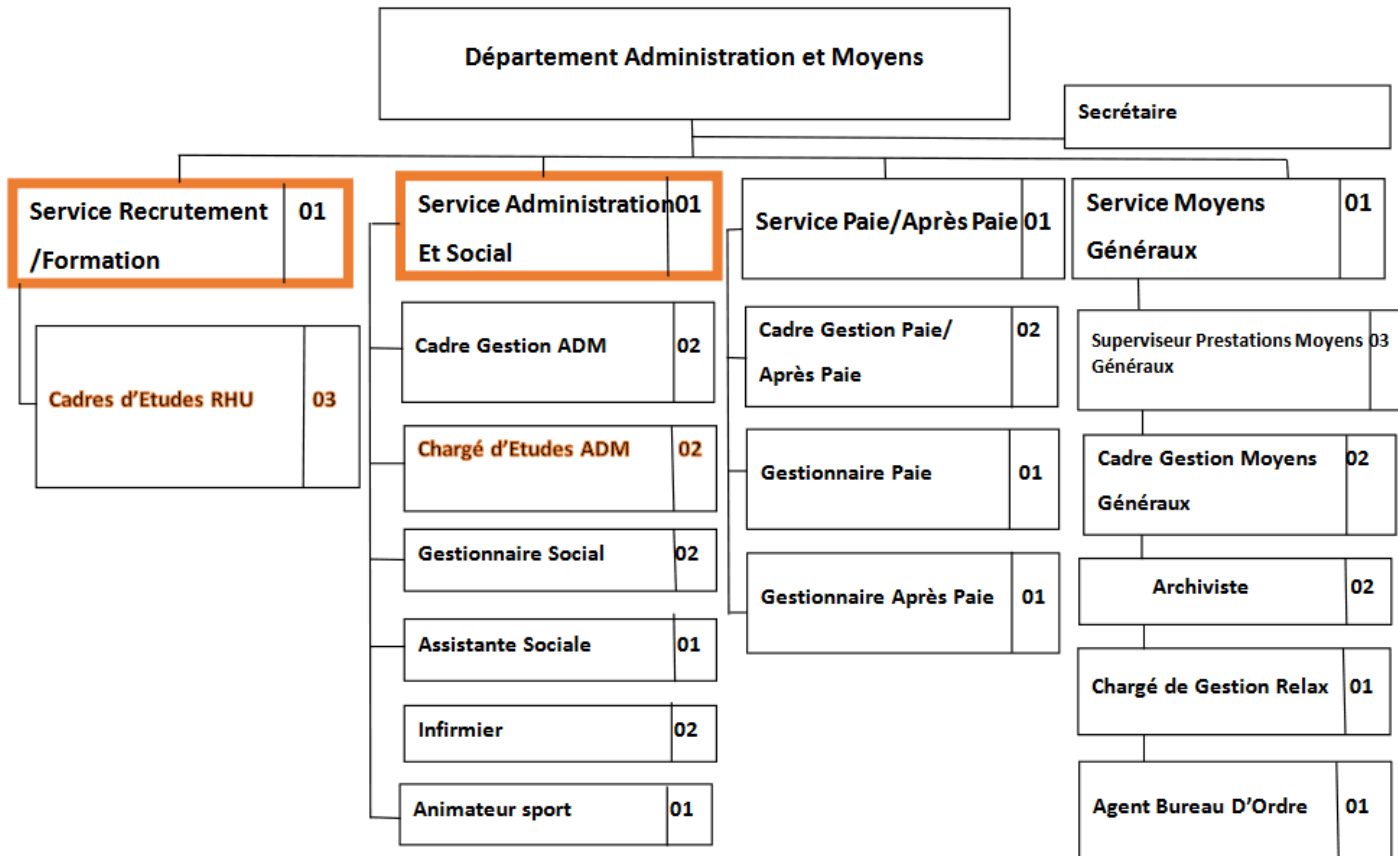 Département Administration et Moyens
Secrétaire
Service Recrutement 01
/Formation
Cadres d'Etudes RHU 03
Service Administration 01
Et Social
Cadre Gestion ADM 02
Chargé d'Etudes ADM 02
Gestionnaire Social 02
Assistante Sociale 01
Infirmier 02
Animateur sport 01
Service Paie/Après Paie 01
Cadre Gestion Paie/ 02
Après Paie
Gestionnaire Paie 01
Gestionnaire Après Paie 01
Service Moyens 01
Généraux
Superviseur Prestations Moyens 03
Généraux
Cadre Gestion Moyens 02
Généraux
Archiviste 02
Chargé de Gestion Relax 01
Agent Bureau D'Ordre 01